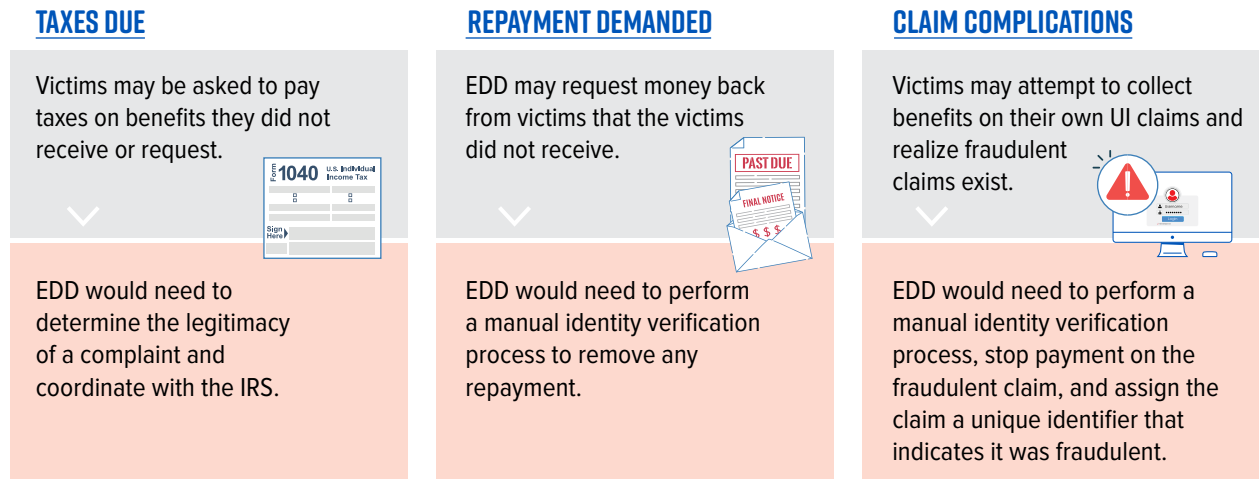 TAXES DUE
Victims may be asked to pay
taxes on benefits they did not
receive or request.
Form
1040
U.S. Individual
Income Tax
Sign
Here
EDD would need to
determine the legitimacy
of a complaint and
coordinate with the IRS.
REPAYMENT DEMANDED
EDD may request money back
from victims that the victims
did not receive.
PAST DUE
FINAL NOTICE
$ $ $
EDD would need to perform
a manual identity verification
process to remove any
repayment.
CLAIM COMPLICATIONS
Victims may attempt to collect
benefits on their own UI claims and
realize fraudulent
claims exist.
Username
EDD would need to perform a
manual identity verification
process, stop payment on the
fraudulent claim, and assign the
claim a unique identifier that
indicates it was fraudulent.